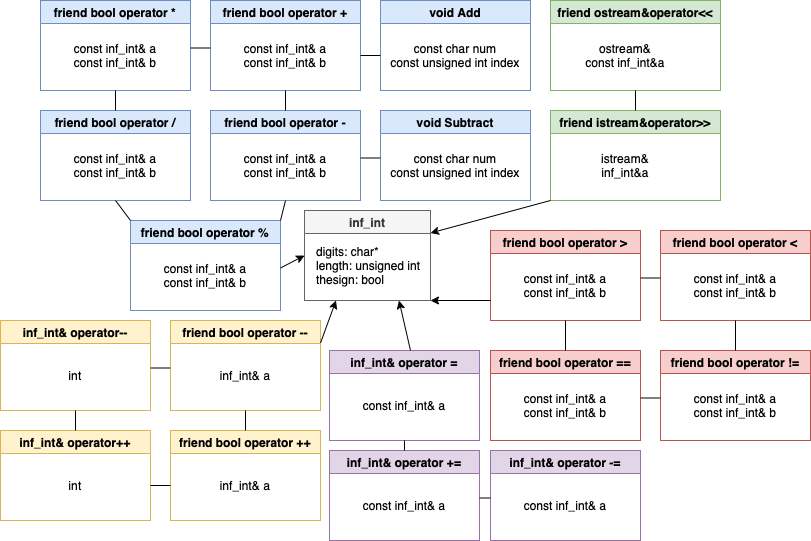 friend bool operator *
const inf_int& a
const inf_int& b
friend bool operator +
const inf_int& a
const inf_int& b
void Add
const char num
const unsigned int index
friend ostream&operator<<
ostream&
const inf_int&a
friend bool operator /
const inf_int& a
const inf_int& b
friend bool operator -
const inf_int& a
const inf_int& b
void Subtract
const char num
const unsigned int index
friend istream&operator>>
istream&
inf_int&a
friend bool operator %
const inf_int& a
const inf_int& b
inf_int
digits: char*
length: unsigned int
thesign: bool
friend bool operator >
const inf_int& a
const inf_int& b
friend bool operator <
const inf_int& a
const inf_int& b
inf_int& operator--
int
friend bool operator --
inf_int& a
inf_int& operator =
const inf_int& a
friend bool operator ==
const inf_int& a
const inf_int& b
friend bool operator !=
const inf_int& a
const inf_int& b
inf_int& operator++
int
friend bool operator ++
inf_int& a
inf_int& operator +=
const inf_int& a
inf_int& operator -=
const inf_int& a